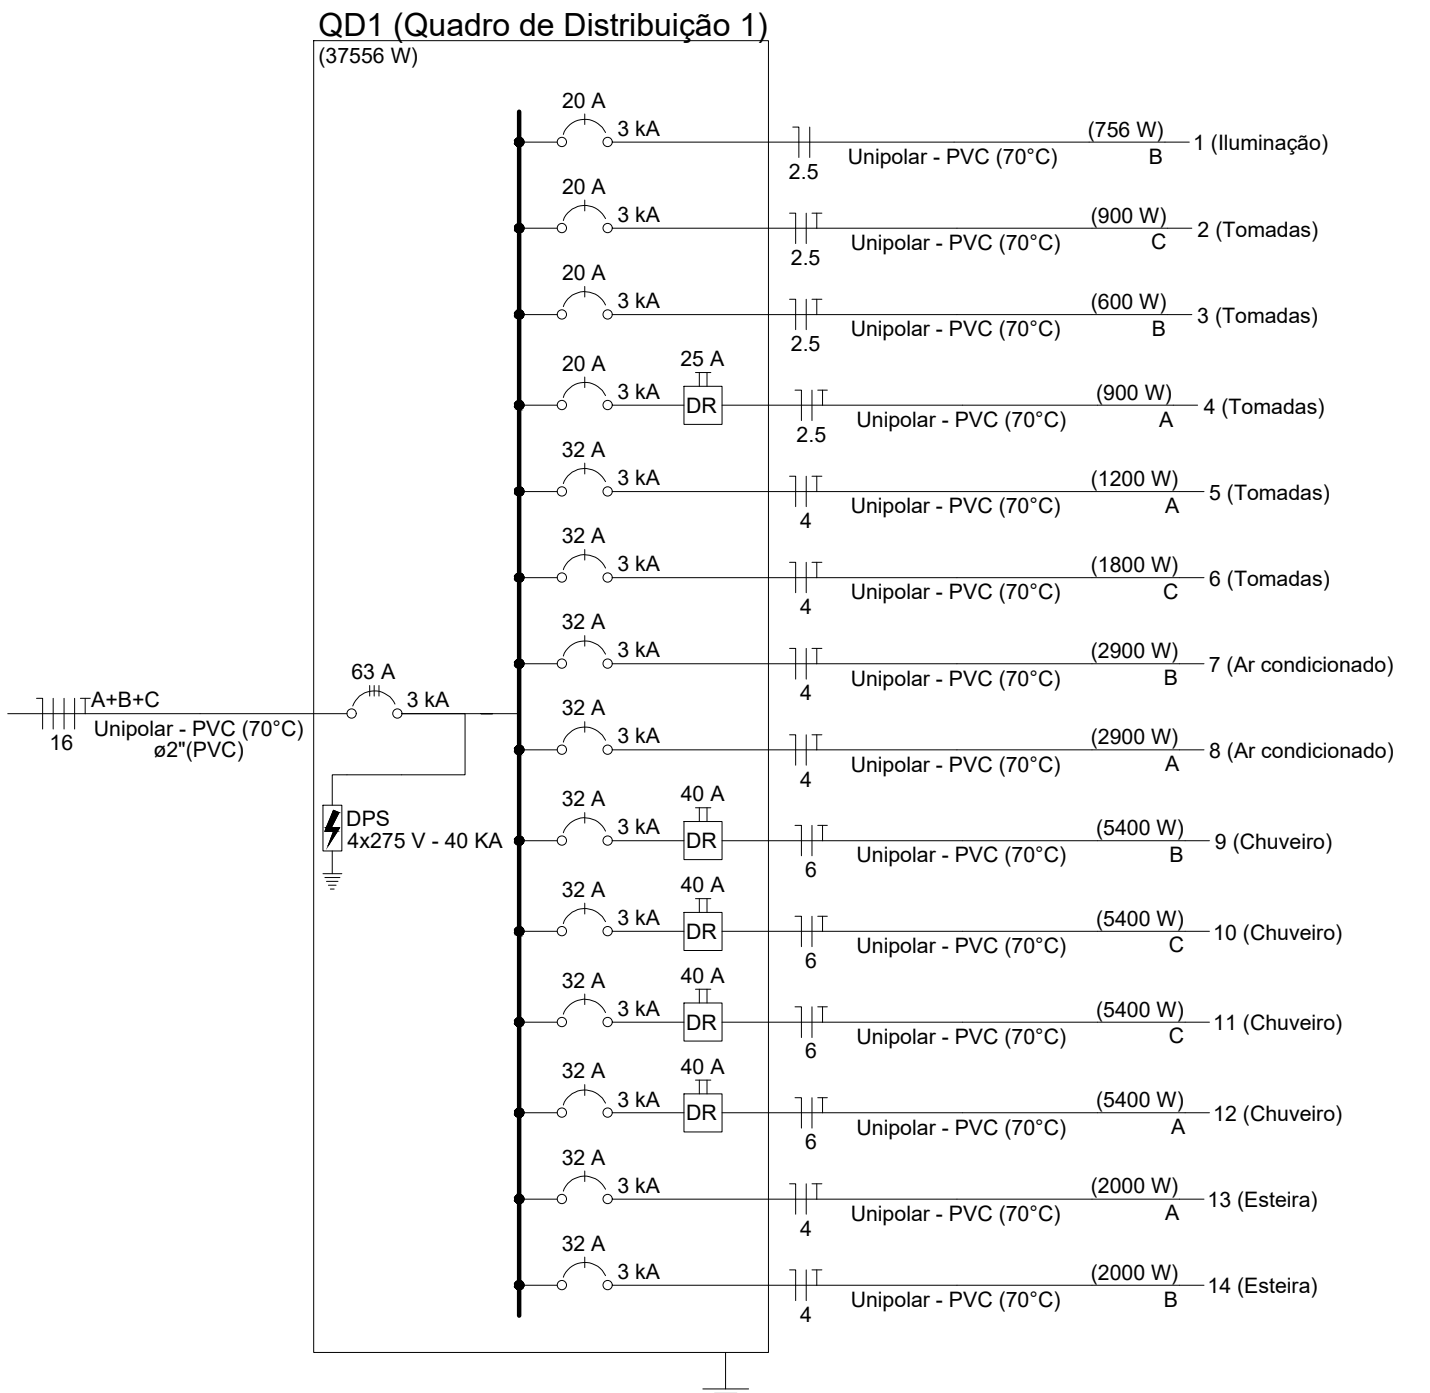 QD1 (Quadro de Distribuição 1)
(37556 W)
20 A
3 kA
2.5
Unipolar - PVC (70°C)
(756 W)
B
1 (Iluminação)
20 A
3 kA
2.5
Unipolar - PVC (70°C)
(900 W)
C
2 (Tomadas)
20 A
3 kA
2.5
Unipolar - PVC (70°C)
(600 W)
B
3 (Tomadas)
20 A
3 kA
25 A
DR
2.5
Unipolar - PVC (70°C)
(900 W)
A
4 (Tomadas)
32 A
3 kA
4
Unipolar - PVC (70°C)
(1200 W)
A
5 (Tomadas)
32 A
3 kA
4
Unipolar - PVC (70°C)
(1800 W)
C
6 (Tomadas)
32 A
3 kA
4
Unipolar - PVC (70°C)
(2900 W)
B
7 (Ar condicionado)
A+B+C
16
Unipolar - PVC (70°C)
ø2"(PVC)
63 A
3 kA
32 A
3 kA
4
Unipolar - PVC (70°C)
(2900 W)
A
8 (Ar condicionado)
DPS
4x275 V - 40 KA
32 A
3 kA
40 A
DR
6
Unipolar - PVC (70°C)
(5400 W)
B
9 (Chuveiro)
32 A
3 kA
40 A
DR
6
Unipolar - PVC (70°C)
(5400 W)
C
10 (Chuveiro)
32 A
3 kA
40 A
DR
6
Unipolar - PVC (70°C)
(5400 W)
C
11 (Chuveiro)
32 A
3 kA
40 A
DR
6
Unipolar - PVC (70°C)
(5400 W)
A
12 (Chuveiro)
32 A
3 kA
4
Unipolar - PVC (70°C)
(2000 W)
A
13 (Esteira)
32 A
3 kA
4
Unipolar - PVC (70°C)
(2000 W)
B
14 (Esteira)